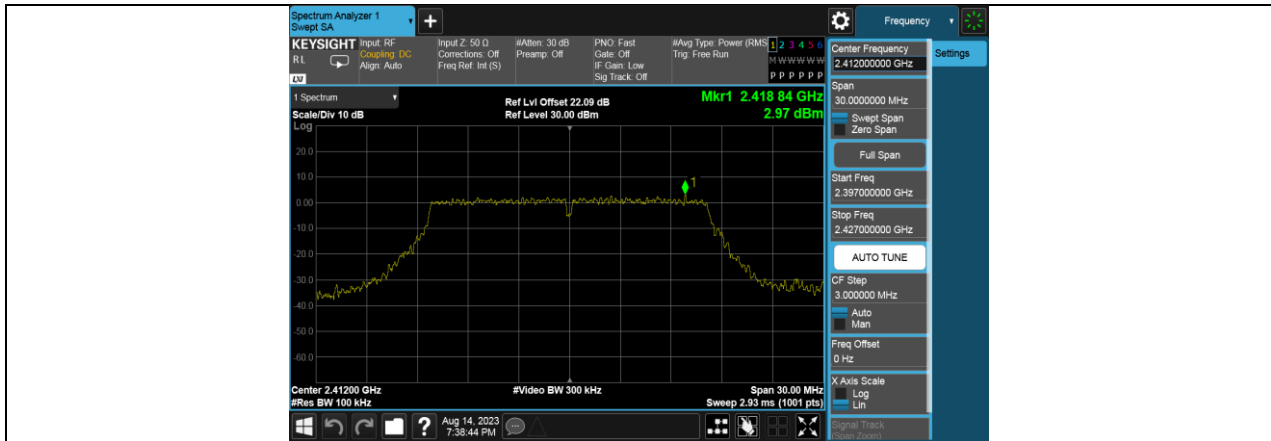 Spectrum Analyzer 1
Swept SA
Frequency
KEYSIGHT
RL
LXI
Input: RF
Coupling: DC
Align: Auto
Input Z: 50 Ω
Corrections: Off
Freq Ref: Int (S)
#Atten: 30 dB
Preamp: Off
PNO: Fast
Gate: Off
IF Gain: Low
Sig Track: Off
#Avg Type: Power (RMS
Trig: Free Run
1 2 3 4 5 6
M W W W W W
P P P P P P
1 Spectrum
Scale/Div 10 dB
Log
Ref Lvl Offset 22.09 dB
Ref Level 30.00 dBm
Mkr1 2.418 84 GHz
2.97 dBm
20.0
10.0
0.00
-10.0
-20.0
-30.0
-40.0
-50.0
-60.0
1
Center 2.41200 GHz
#Res BW 100 kHz
#Video BW 300 kHz
Span 30.00 MHz
Sweep 2.93 ms (1001 pts)
Aug 14, 2023
7:38:44 PM
Settings
Center Frequency
2.412000000 GHz
Span
30.0000000 MHz
Swept Span
Zero Span
Full Span
Start Freq
2.397000000 GHz
Stop Freq
2.427000000 GHz
AUTO TUNE
CF Step
3.000000 MHz
Auto
Man
Freq Offset
0 Hz
X Axis Scale
Log
Lin
Signal Track
(Span Zoom)